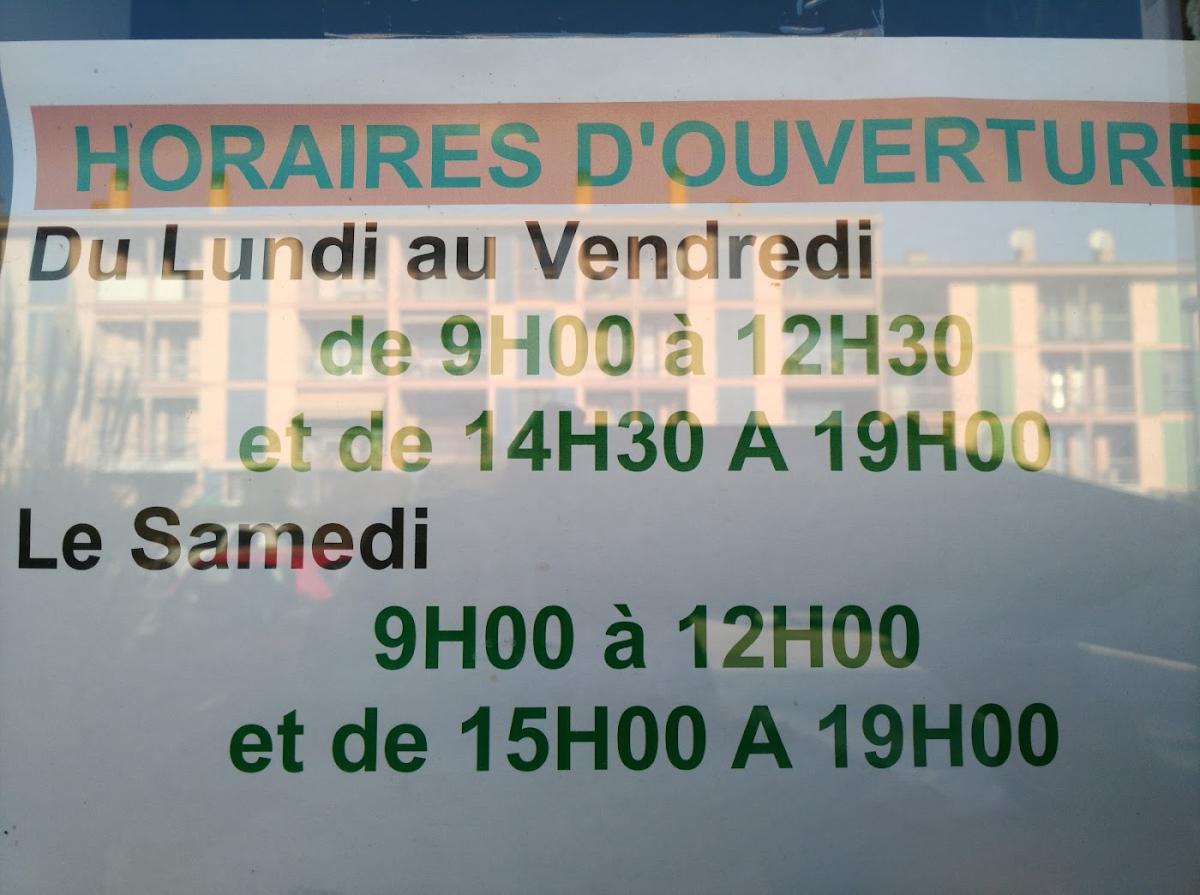 HORAIRES D'OUVERTURE
Du Lundi au Vendredi
de 9H00 à 12H30
et de 14H30 A 19H00
Le Samedi
9H00 à 12H00
et de 15H00 A 19H00